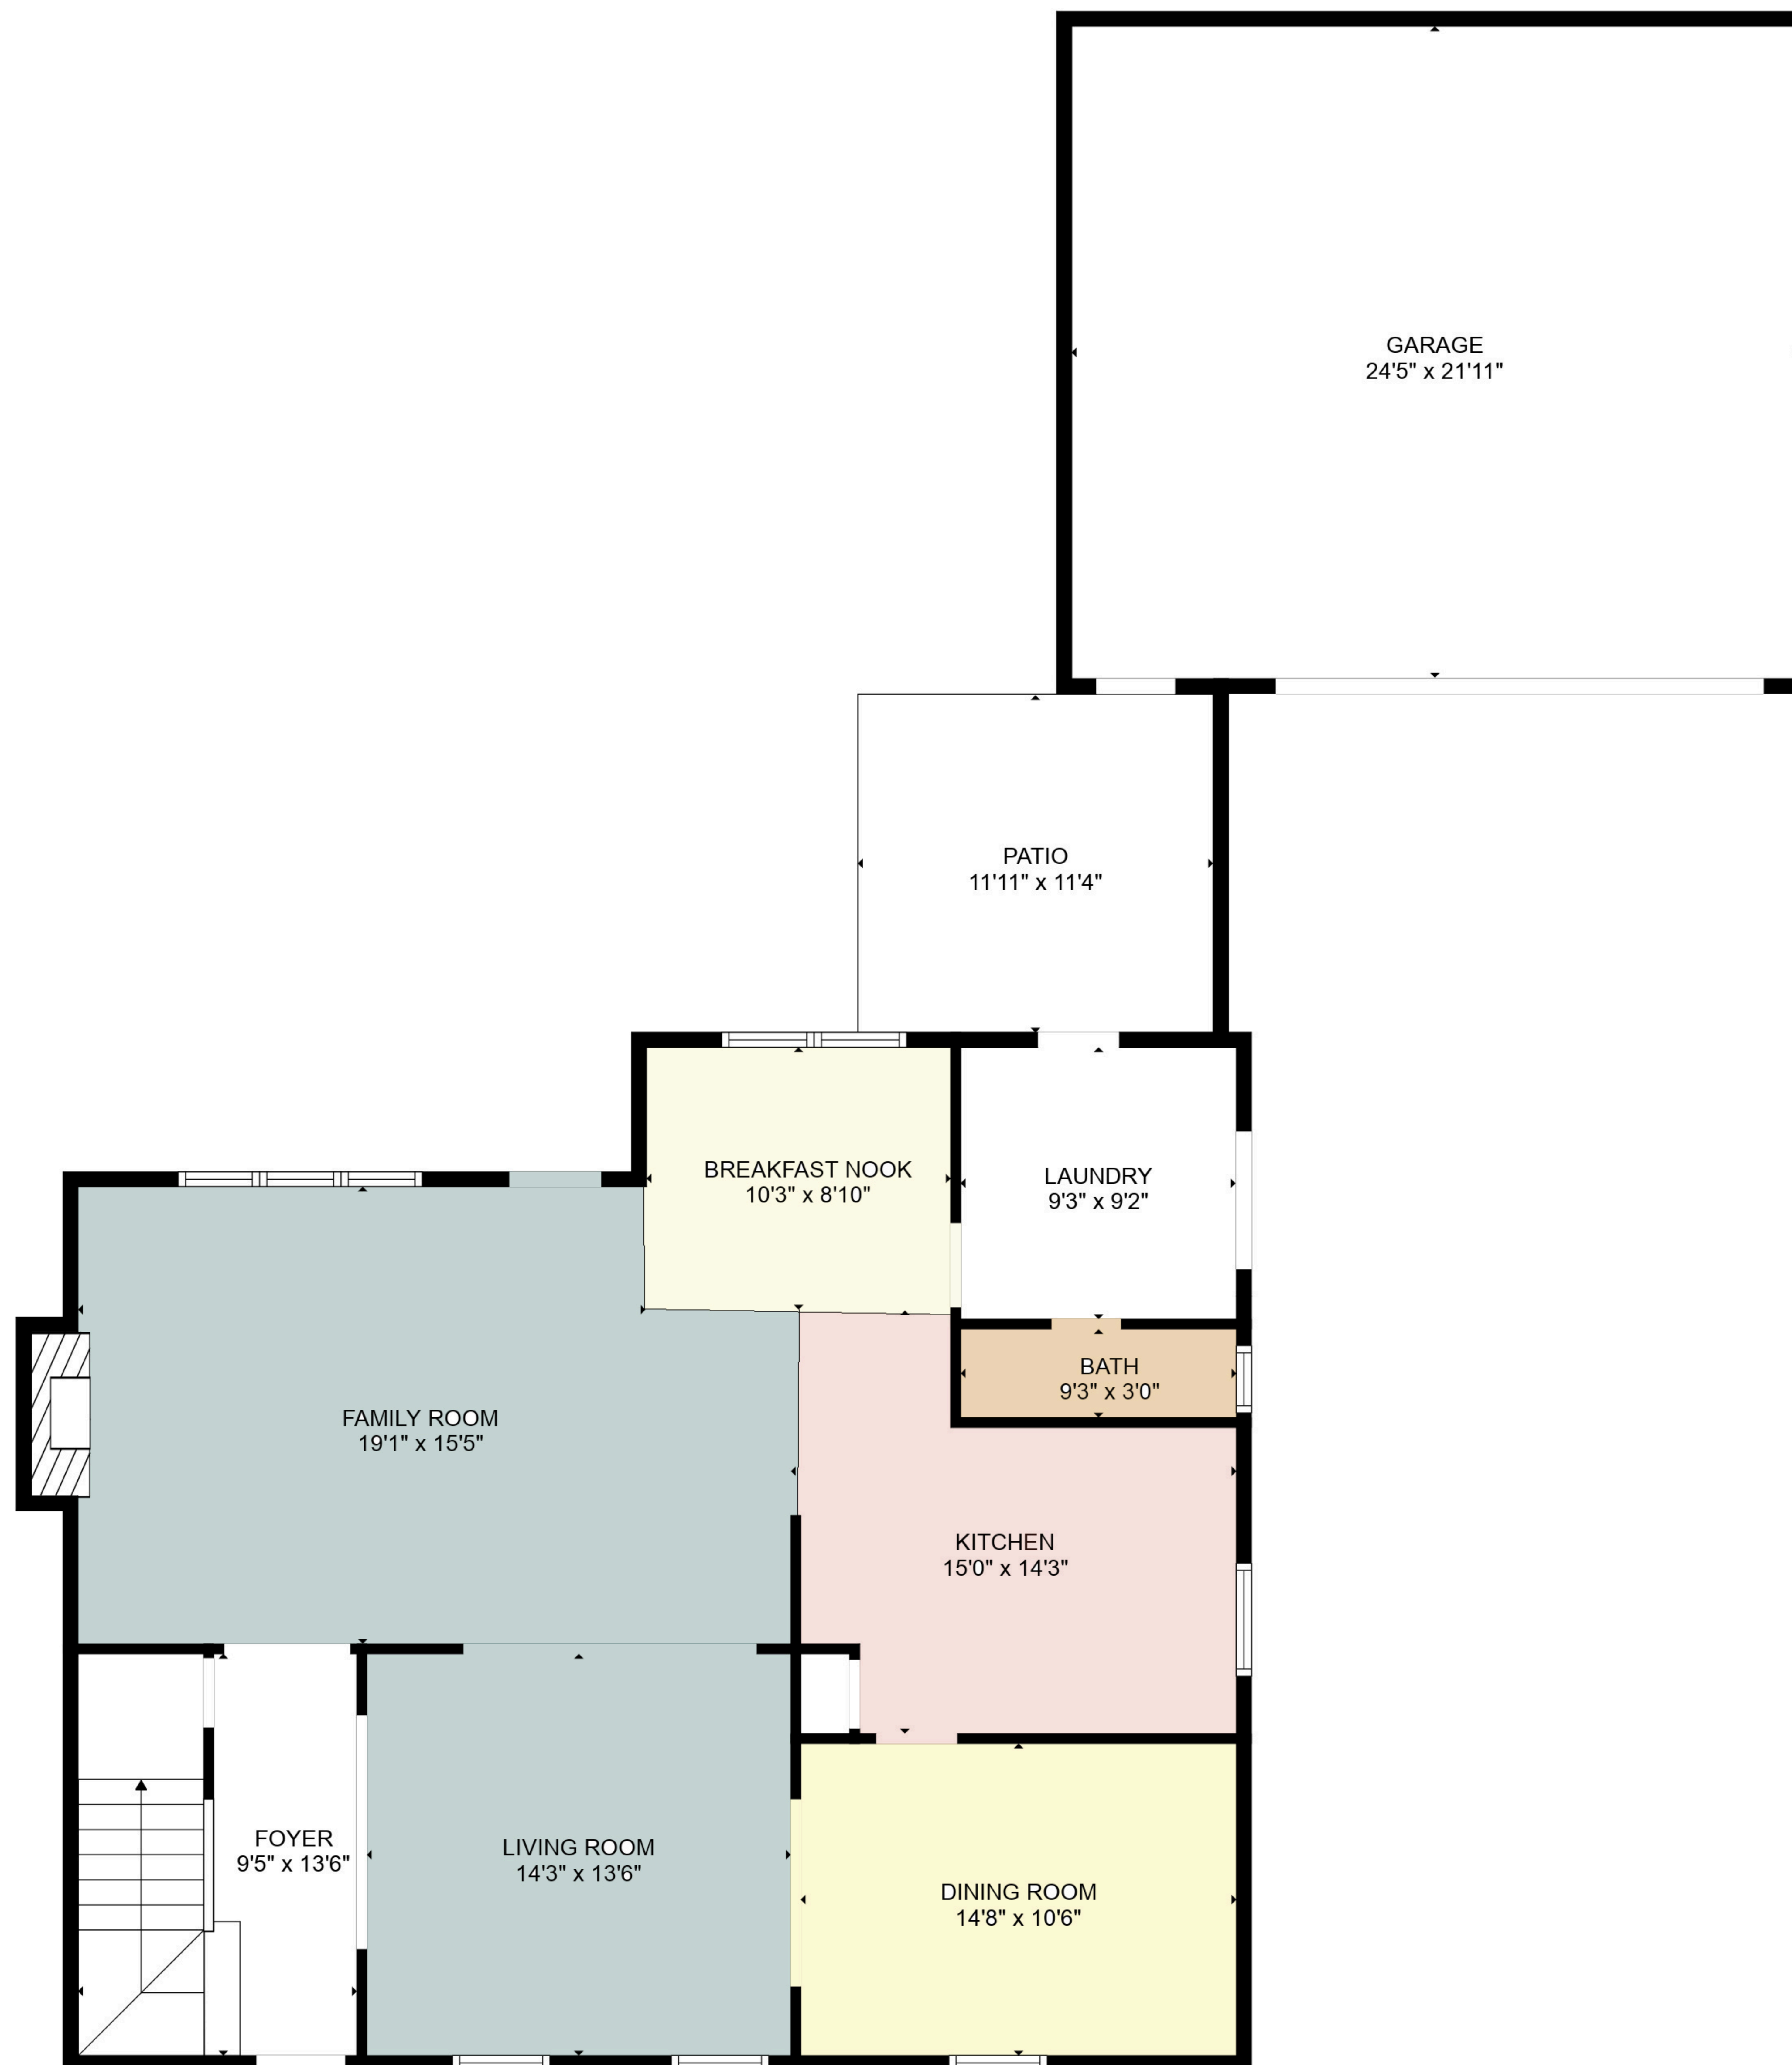 GARAGE
24'5" x 21'11"
PATIO
11'11" x 11'4"
BREAKFAST NOOK
10'3" x 8'10"
LAUNDRY
9'3" x 9'2"
BATH
9'3" x 3'0"
FAMILY ROOM
19'1" x 15'5"
KITCHEN
15'0" x 14'3"
FOYER
9'5" x 13'6"
LIVING ROOM
14'3" x 13'6"
DINING ROOM
14'8" x 10'6"